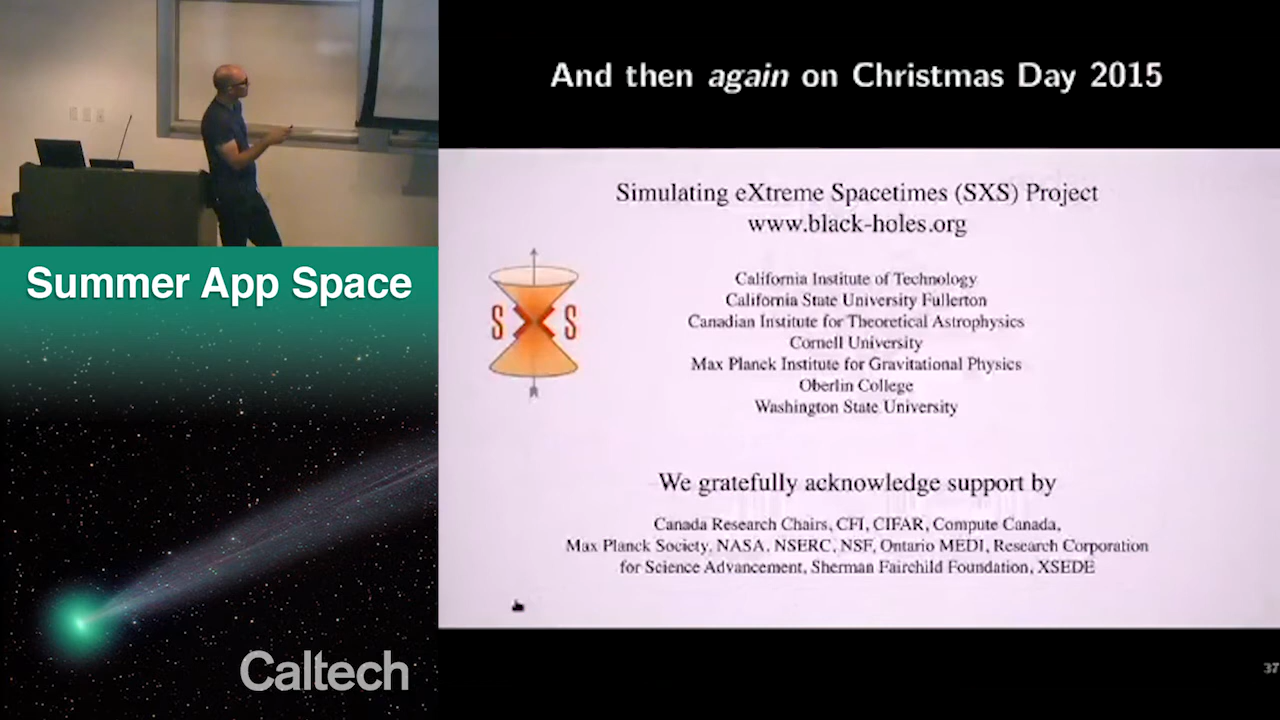 And then again on Christmas Day 2015
Simulating eXtreme Spacetimes (SXS) Project
www.black-holes.org
S X S
California Institute of Technology
California State University Fullerton
Canadian Institute for Theoretical Astrophysics
Cornell University
Max Planck Institute for Gravitational Physics
Oberlin College
Washington State University
We gratefully acknowledge support by
Canada Research Chairs, CFI, CIFAR, Compute Canada,
Max Planck Society, NASA, NSERC, NSF, Ontario MEDI, Research Corporation
for Science Advancement, Sherman Fairchild Foundation, XSEDE
37
Summer App Space
Caltech